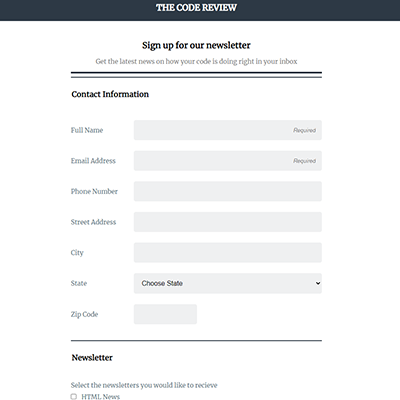 THE CODE REVIEW
Sign up for our newsletter
Get the latest news on how your code is doing right in your inbox
Contact Information
Full Name
Required
Email Address
Required
Phone Number
Street Address
City
State
Choose State
Zip Code
Newsletter
Select the newsletters you would like to recieve
HTML News